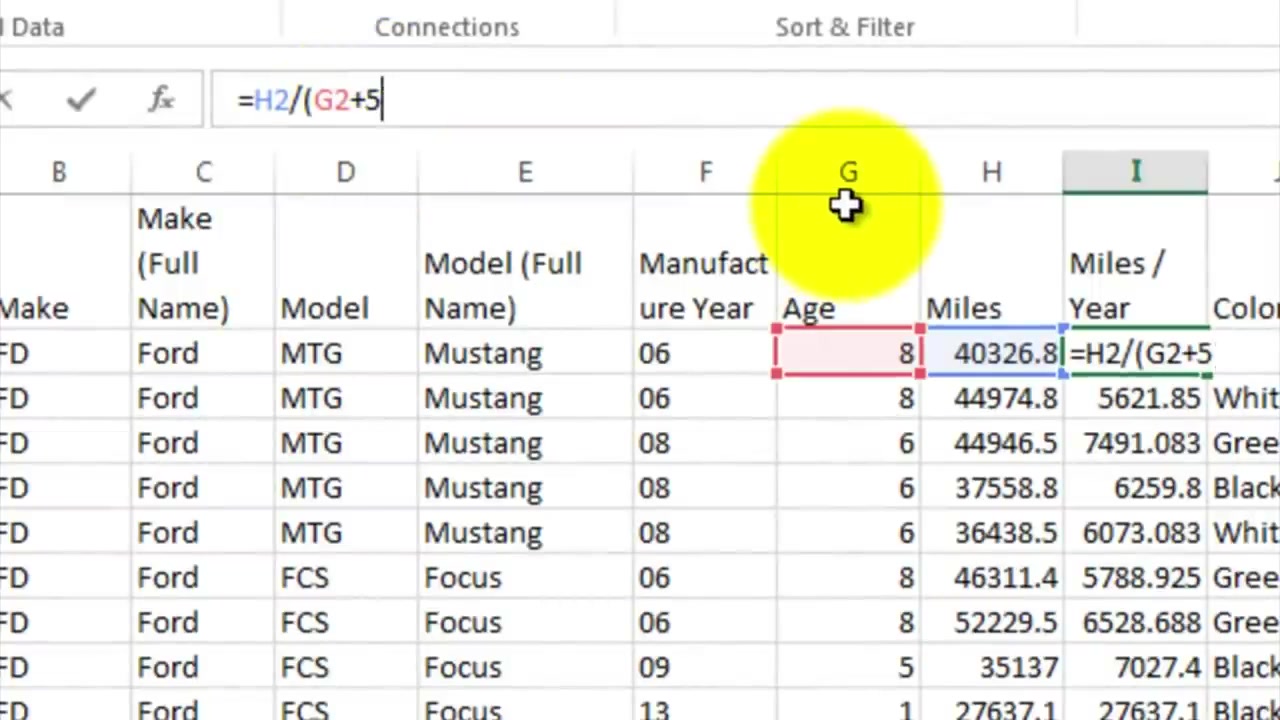 l Data Connections Sort & Filter
fx =H2/(G2+5
B C D E F G H I J
Make Make (Full Name) Model Model (Full Name) Manufacture Year Age Miles Miles / Year Color
FD Ford MTG Mustang 06 8 40326.8 =H2/(G2+5
FD Ford MTG Mustang 06 8 44974.8 5621.85 Whit
FD Ford MTG Mustang 08 6 44946.5 7491.083 Gree
FD Ford MTG Mustang 08 6 37558.8 6259.8 Black
FD Ford MTG Mustang 08 6 36438.5 6073.083 Whit
FD Ford FCS Focus 06 8 46311.4 5788.925 Gree
FD Ford FCS Focus 06 8 52229.5 6528.688 Gree
FD Ford FCS Focus 09 5 35137 7027.4 Black
FD Ford FCS Focus 13 1 27637.1 27637.1 Black